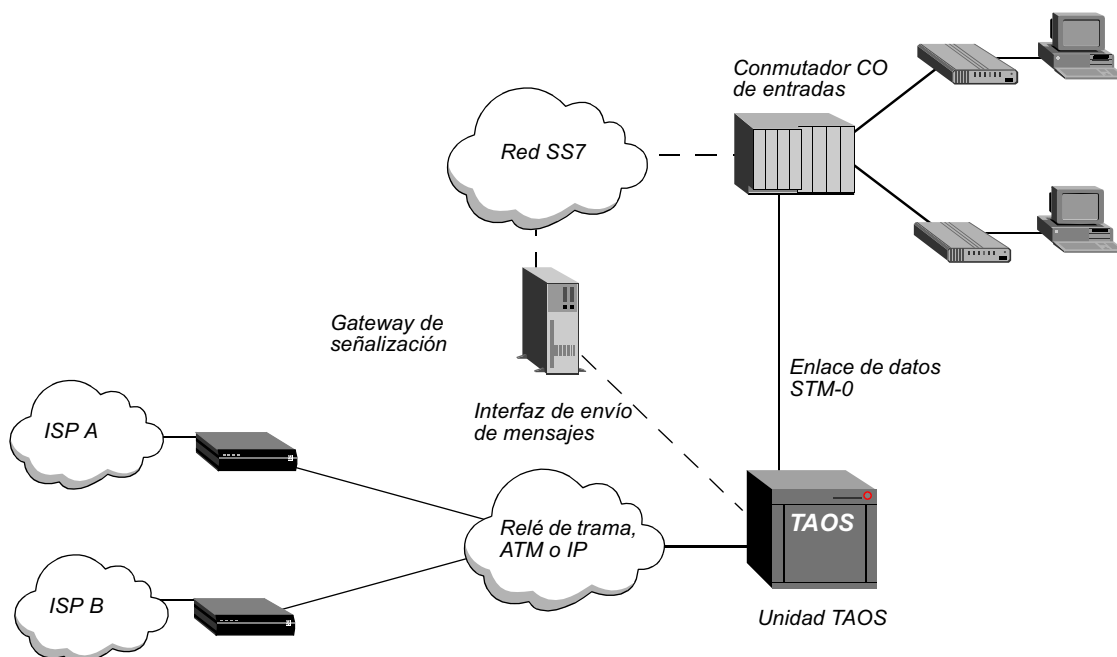 Conmutador CO
de entradas
Red SS7
Gateway de
señalización
Enlace de datos
STM-0
Interfaz de envío
de mensajes
ISP A
TAOS
Relé de trama,
ATM o IP
ISP B
Unidad TAOS